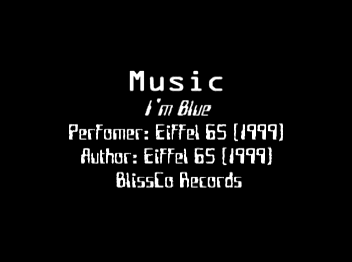 Music
I'm Blue
Perfomer: Eiffel 65 (1999)
Author: Eiffel 65 (1999)
BlissCo Records